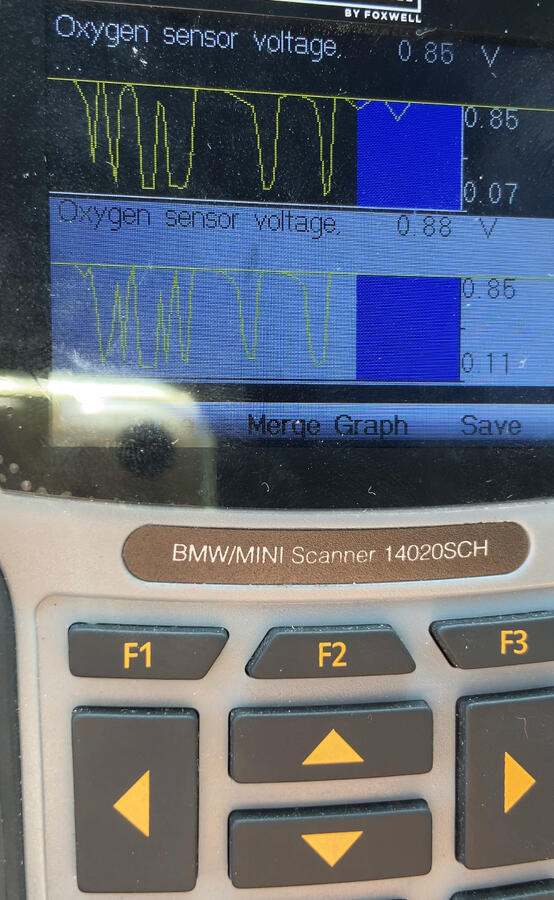 BY FOXWELL
Oxygen sensor voltage. 0.85 V
0.85
0.07
Oxygen sensor voltage. 0.88 V
0.85
0.11
Merge Graph Save
BMW/MINI Scanner 14020SCH
F1 F2 F3